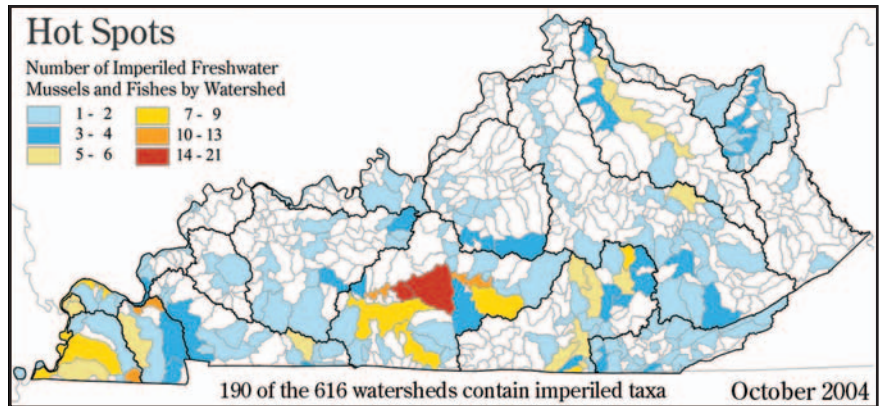 Hot Spots
Number of Imperiled Freshwater
Mussels and Fishes by Watershed
1 - 2
7 - 9
3 - 4
10 - 13
5 - 6
14 - 21
190 of the 616 watersheds contain imperiled taxa
October 2004